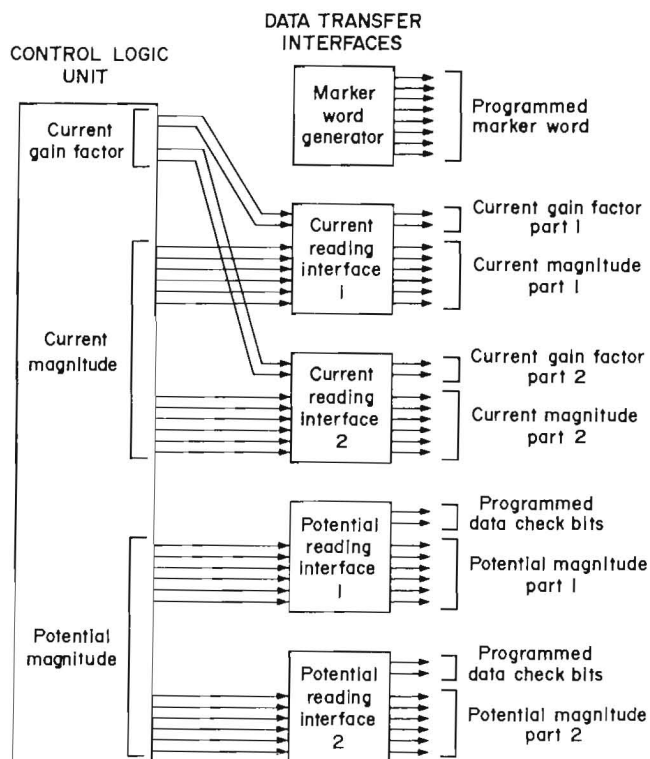 DATA TRANSFER
INTERFACES
CONTROL LOGIC
UNIT
Current
gain factor
Marker
word
generator
Programmed
marker word
Current
reading
interface
1
Current gain factor
part 1
Current magnitude
part 1
Current
magnitude
Current
reading
interface
2
Current gain factor
part 2
Current magnitude
part 2
Potential
reading
interface
1
Programmed
data check bits
Potential magnitude
part 1
Potential
magnitude
Potential
reading
interface
2
Programmed
data check bits
Potential magnitude
part 2